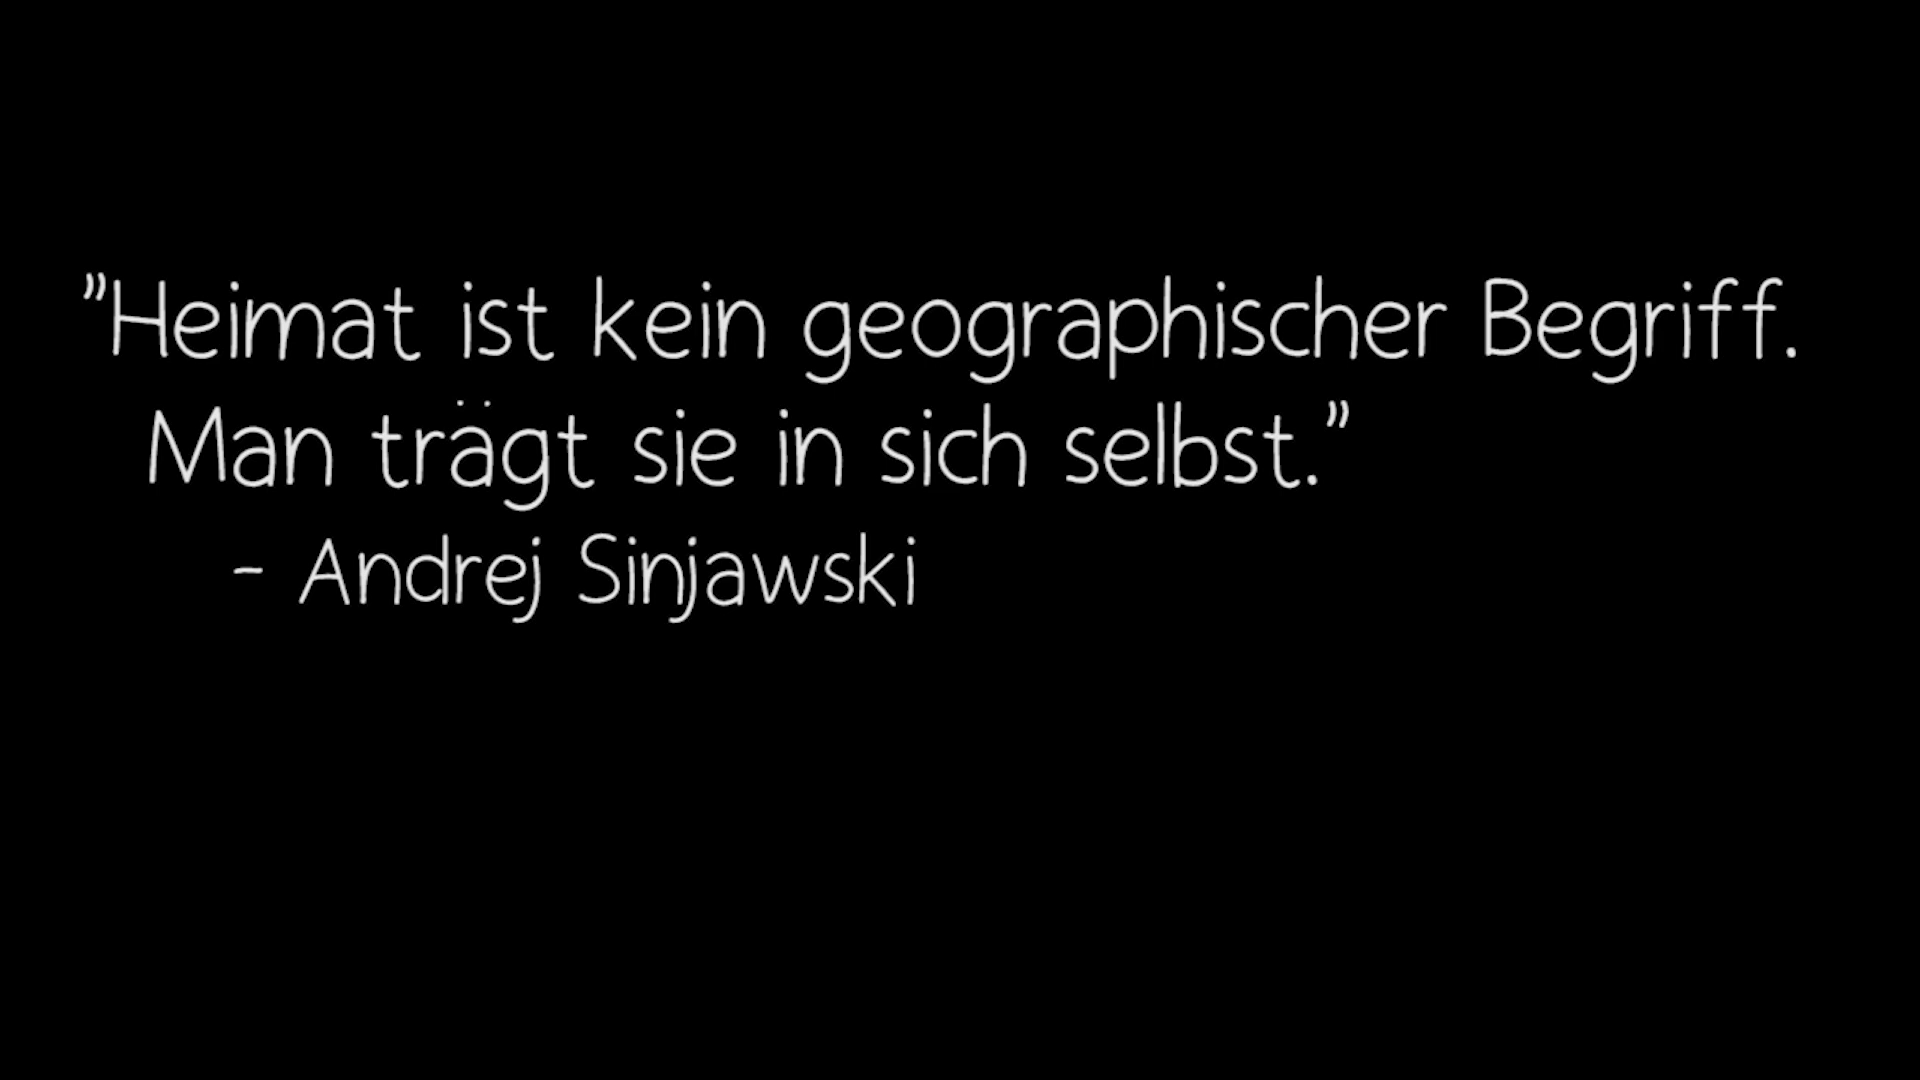 ”Heimat ist kein geographischer Begriff.
Man trägt sie in sich selbst.”
- Andrej Sinjawski